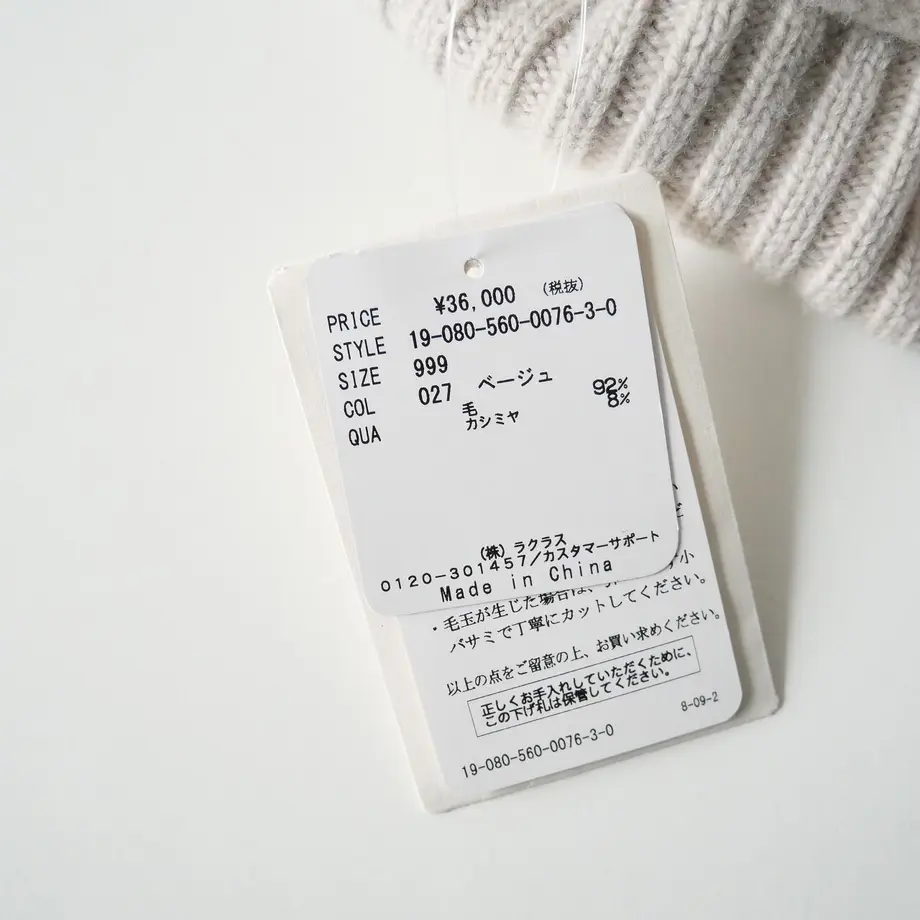 PRICE ¥36,000 (税抜)
STYLE 19-080-560-0076-3-0
SIZE 999
COL 027 ベージュ
QUA 毛 92%
カシミヤ 8%
(株) ラクラス
0120-301457/カスタマーサポート
Made in China
小
・毛玉が生じた場合は、
バサミで丁寧にカットしてください。
以上の点をご留意の上、お買い求めください。
正しくお手入れしていただくために、
この下げ札は保管してください。
8-09-2
19-080-560-0076-3-0